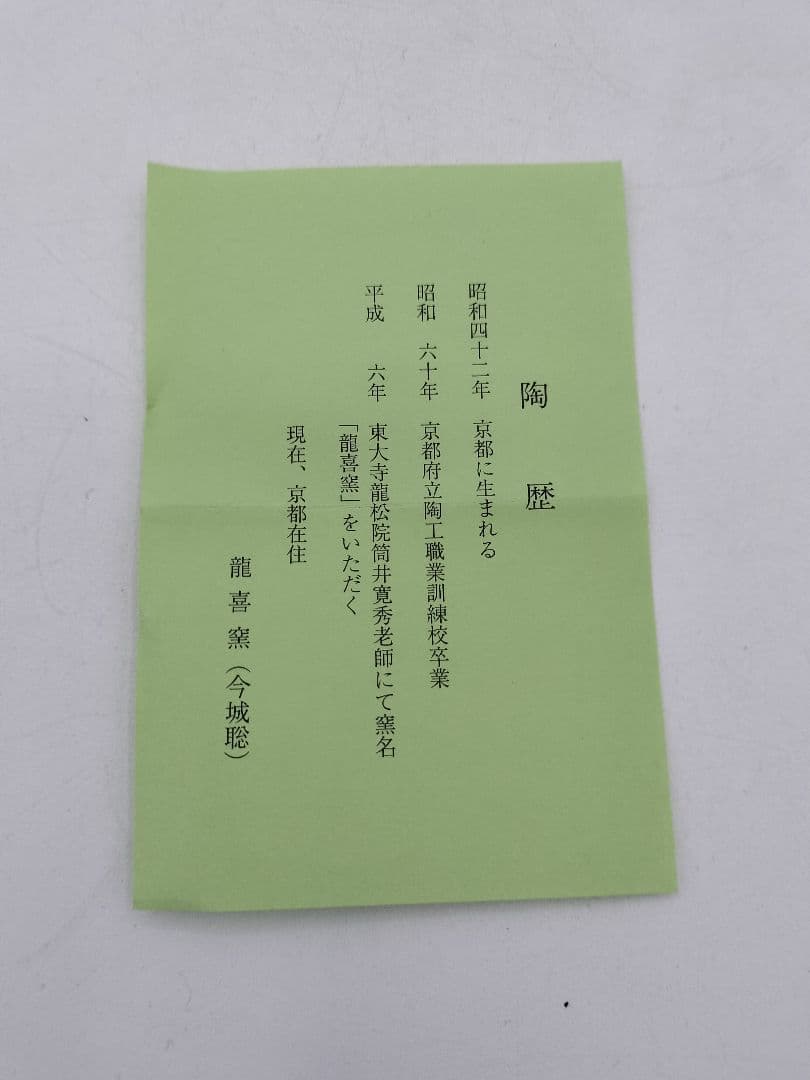 陶歴
昭和四十二年 京都に生まれる
昭和 六十年 京都府立陶工職業訓練校卒業
平成 六年 東大寺龍松院筒井寛秀老師にて窯名
「龍喜窯」をいただく
現在、京都在住
龍喜窯（今城聡）